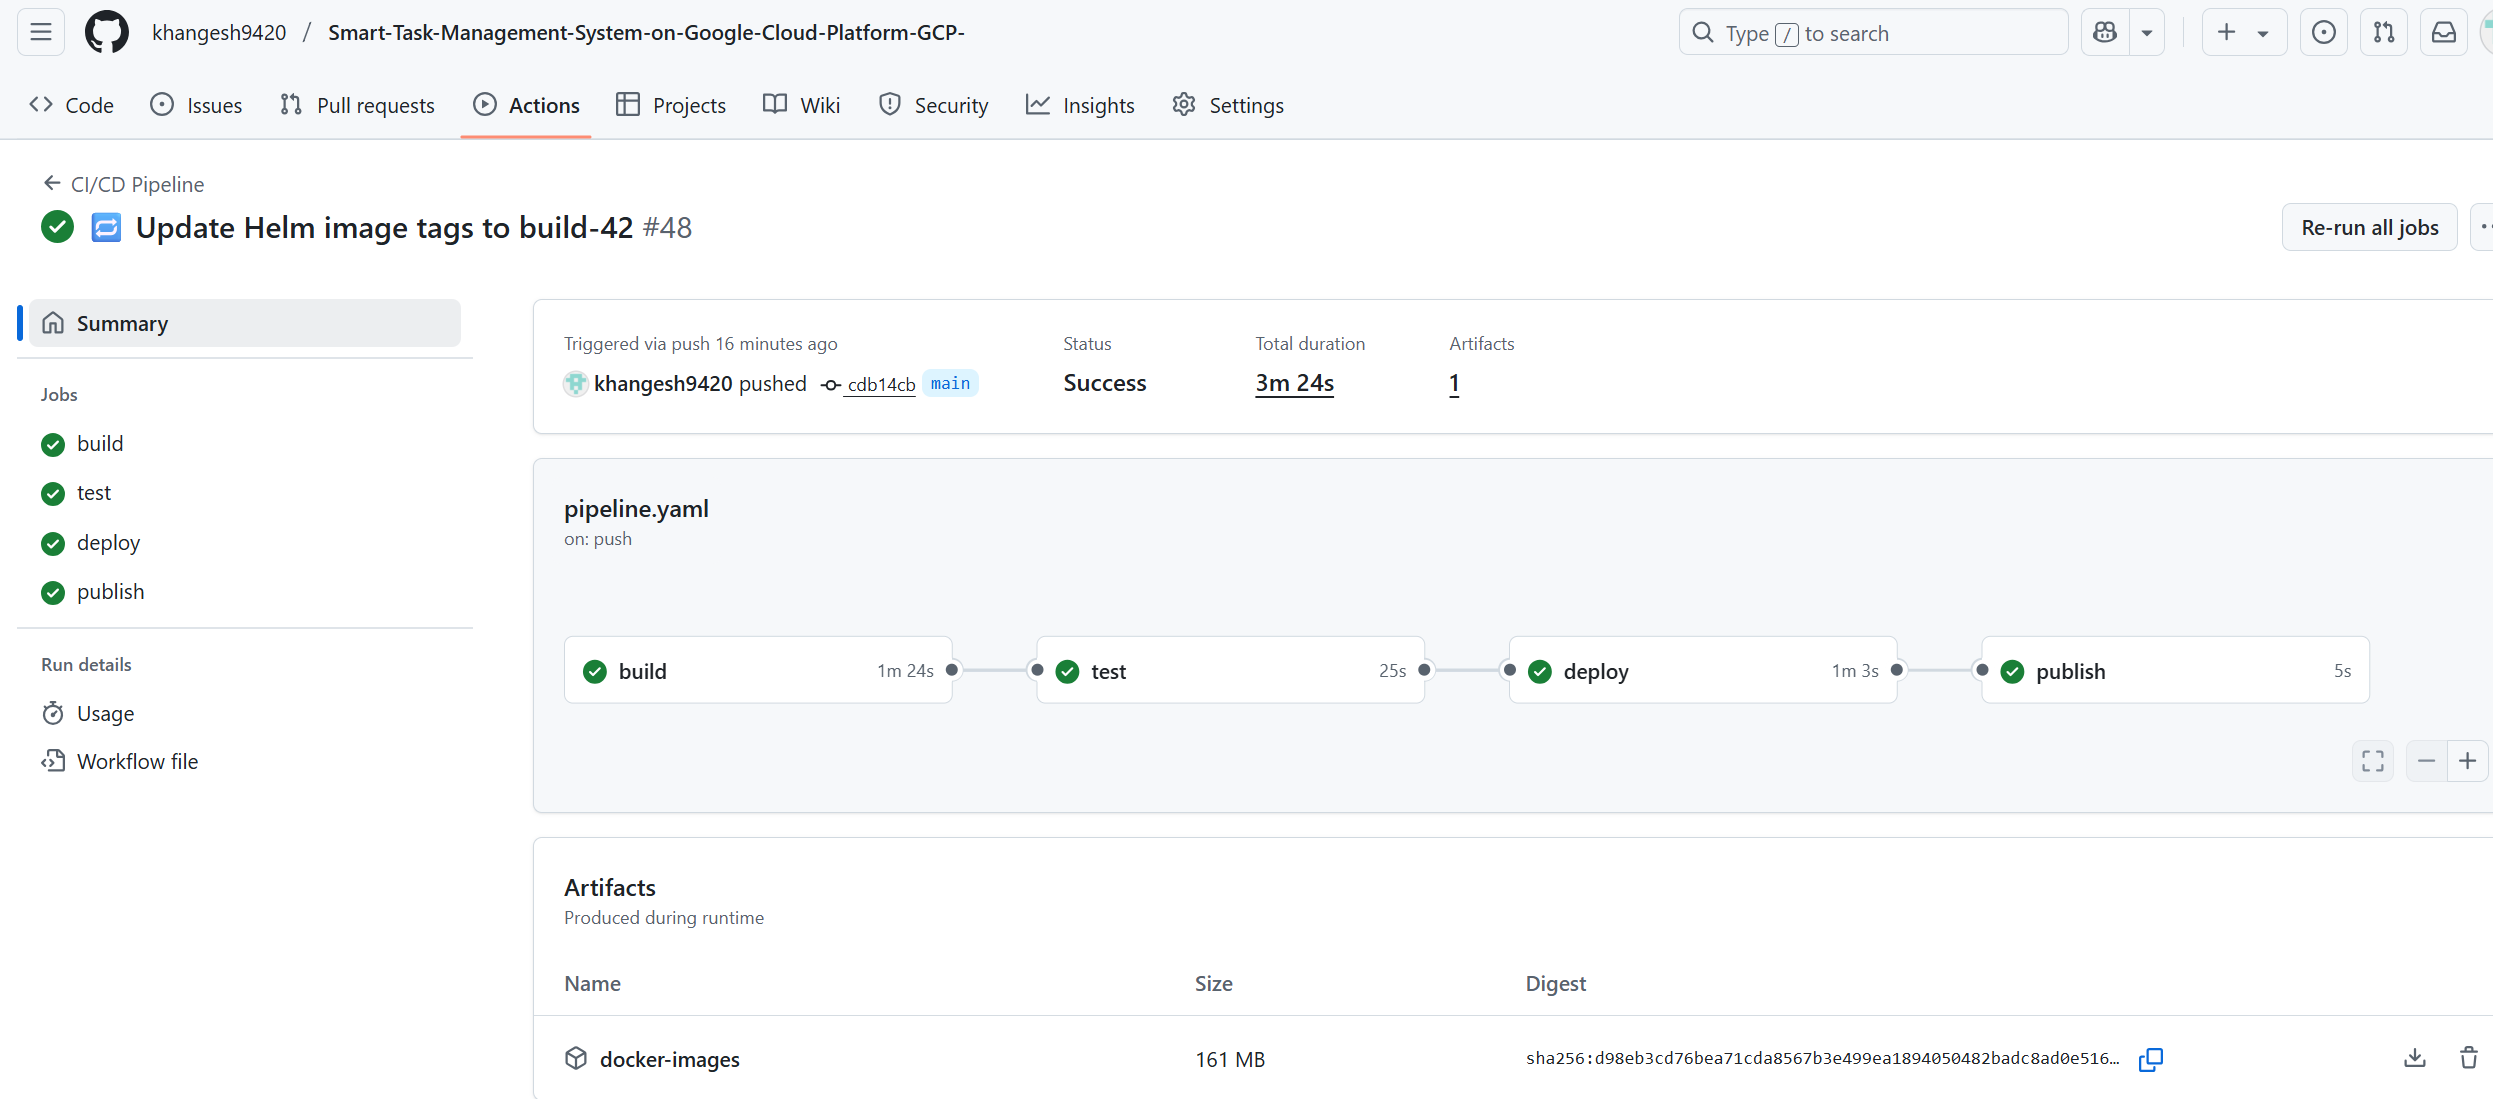 khangesh9420 / Smart-Task-Management-System-on-Google-Cloud-Platform-GCP-
Type / to search
Code
Issues
Pull requests
Actions
Projects
Wiki
Security
Insights
Settings
CI/CD Pipeline
Update Helm image tags to build-42 #48
Re-run all jobs
Summary
Jobs
build
test
deploy
publish
Run details
Usage
Workflow file
Triggered via push 16 minutes ago
khangesh9420 pushed cdb14cb main
Status
Success
Total duration
3m 24s
Artifacts
1
pipeline.yaml
on: push
build 1m 24s
test 25s
deploy 1m 3s
publish 5s
Artifacts
Produced during runtime
Name Size Digest
docker-images 161 MB sha256:d98eb3cd76bea71cda8567b3e499ea1894050482badc8ad0e516…